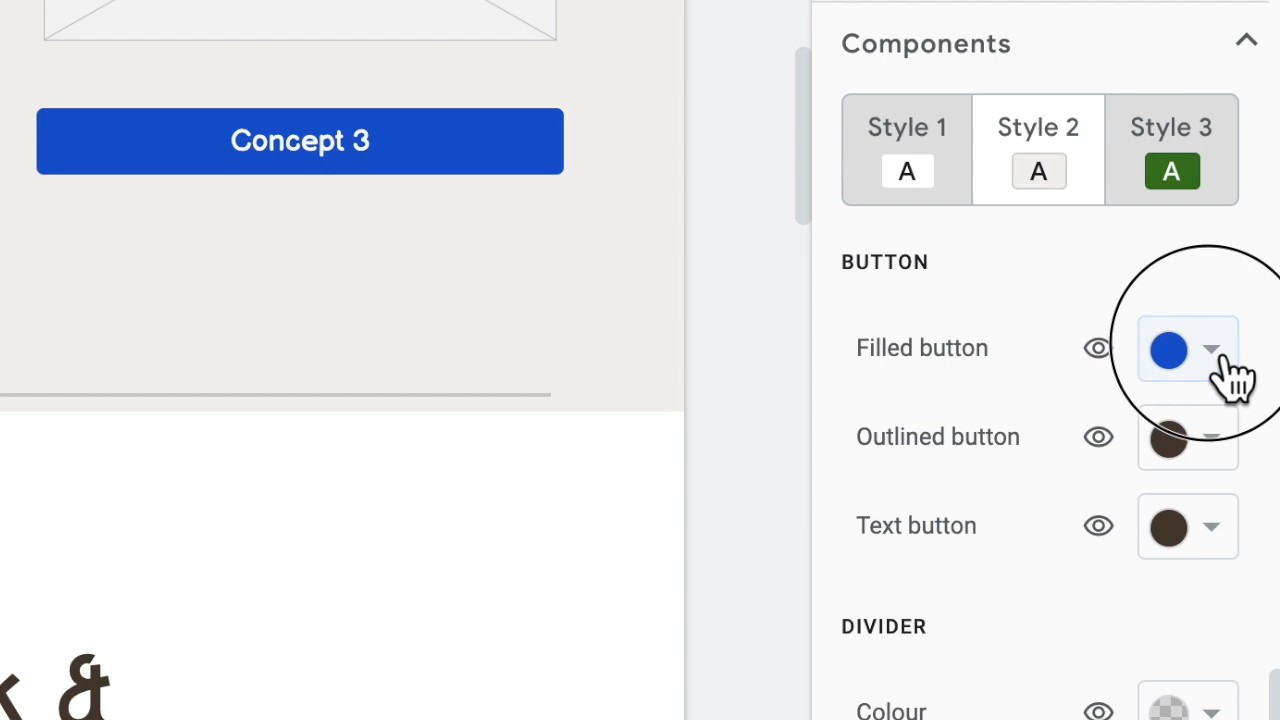 Concept 3
k &
Components
Style 1
Style 2
Style 3
A
A
A
BUTTON
Filled button
Outlined button
Text button
DIVIDER
Colour